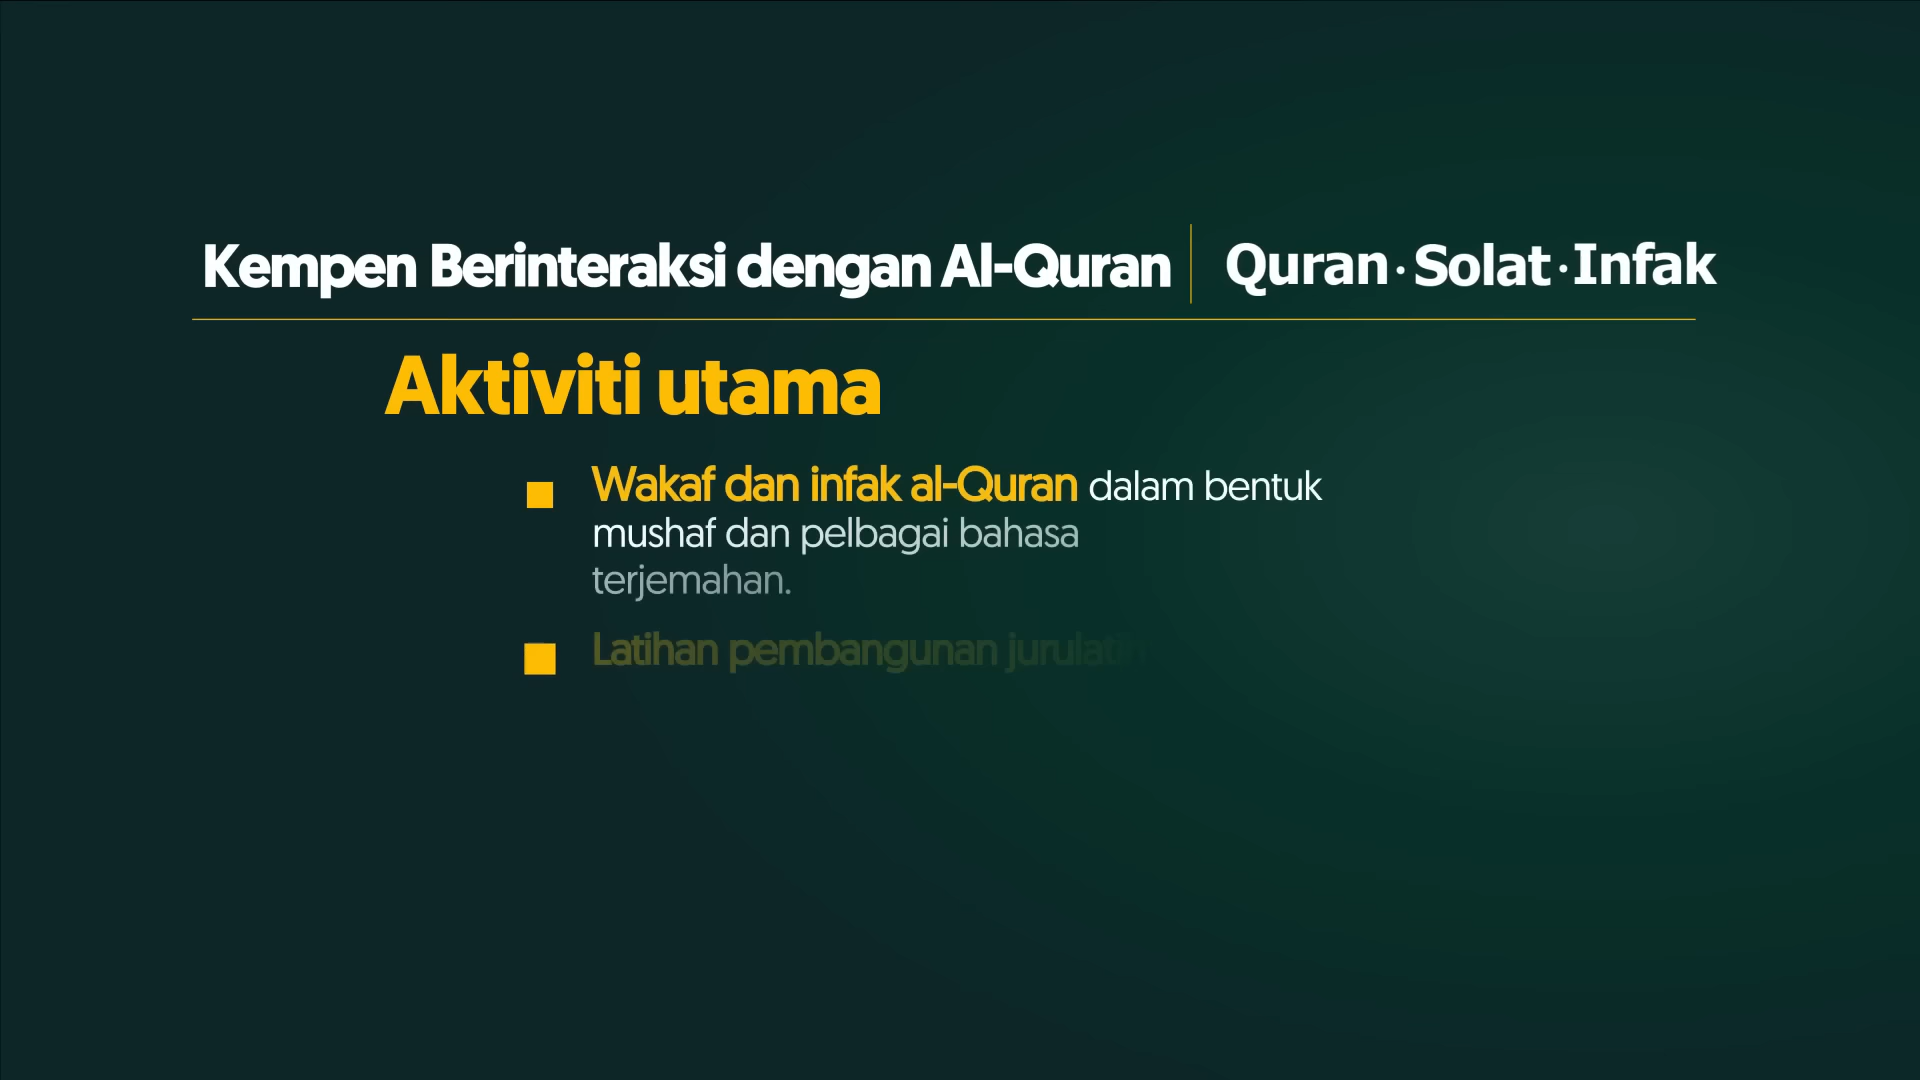 Kempen Berinteraksi dengan Al-Quran Quran·Solat·Infak
Aktiviti utama
Wakaf dan infak al-Quran dalam bentuk
mushaf dan pelbagai bahasa
terjemahan.
Latihan pembangunan